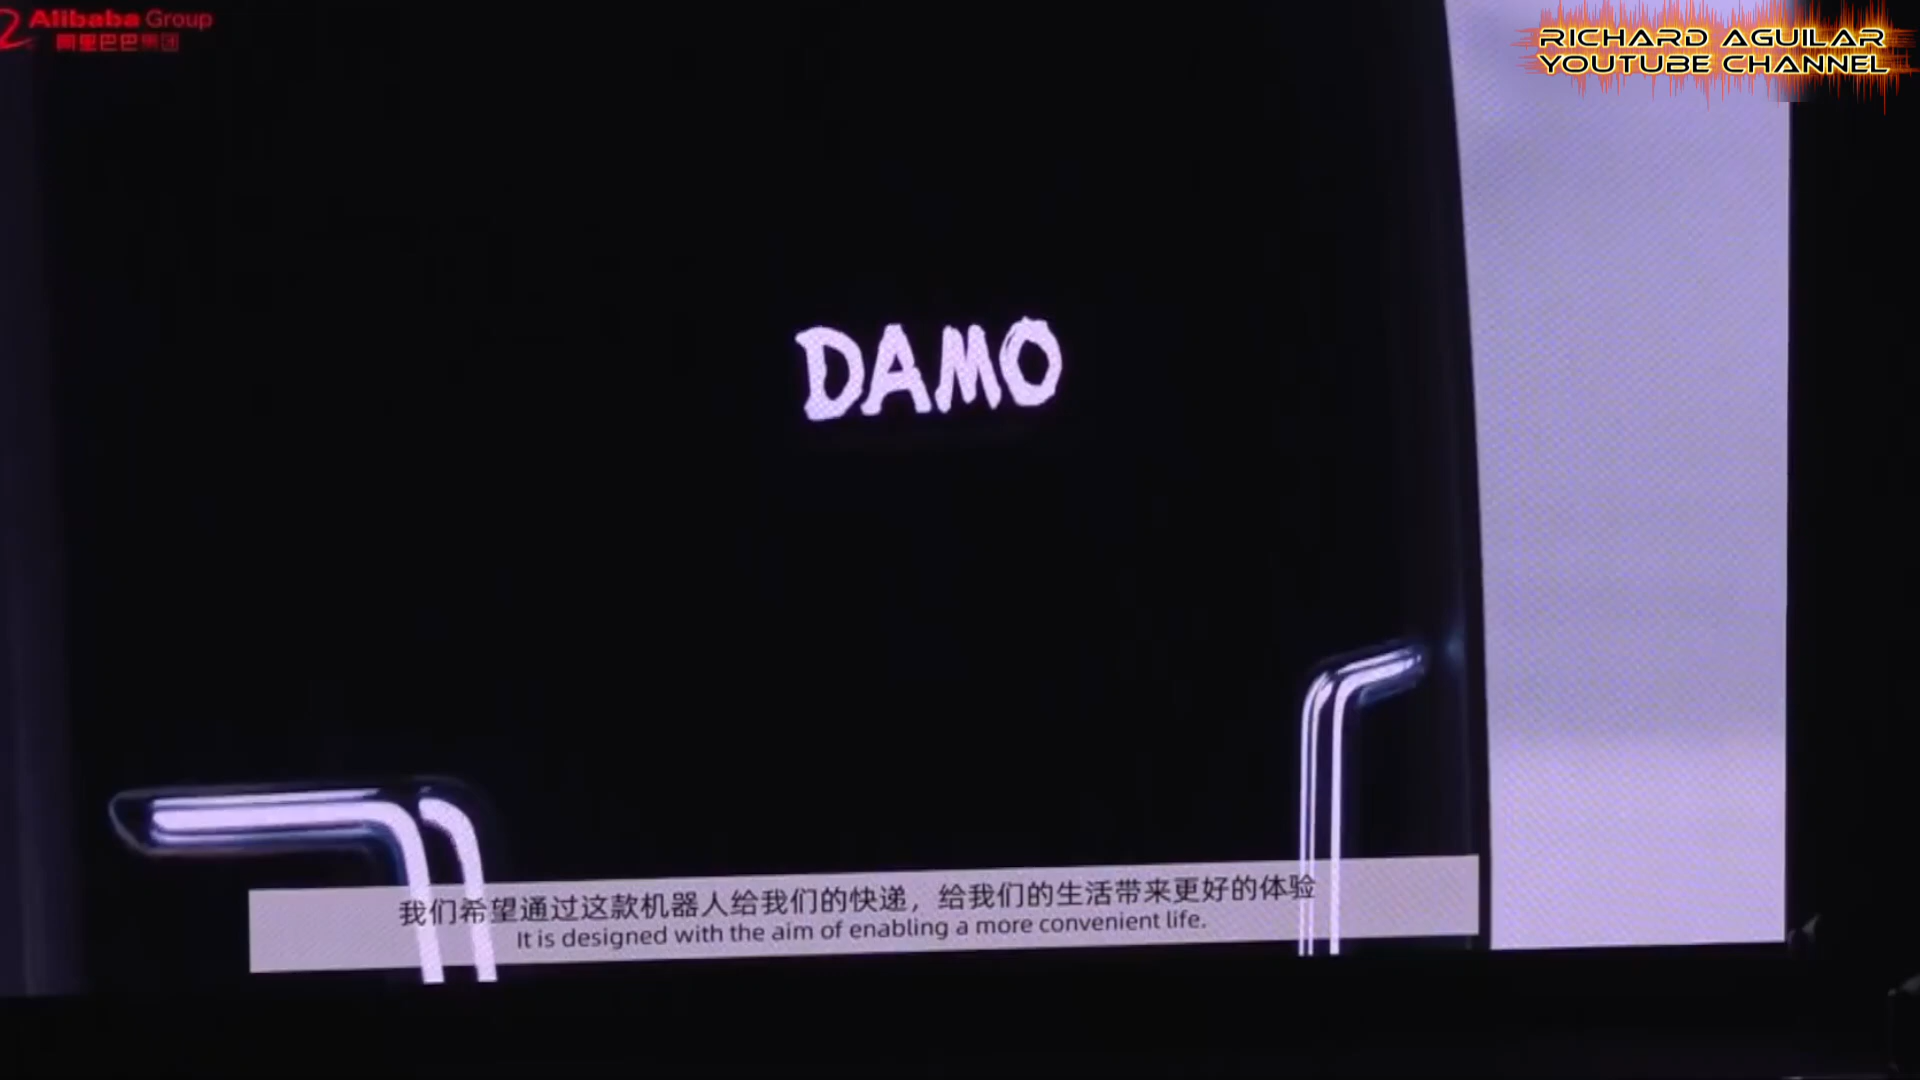 Alibaba Group
阿里巴巴集团
RICHARD AGUILAR
YOUTUBE CHANNEL
DAMO
我们希望通过这款机器人给我们的快递，给我们的生活带来更好的体验
It is designed with the aim of enabling a more convenient life.